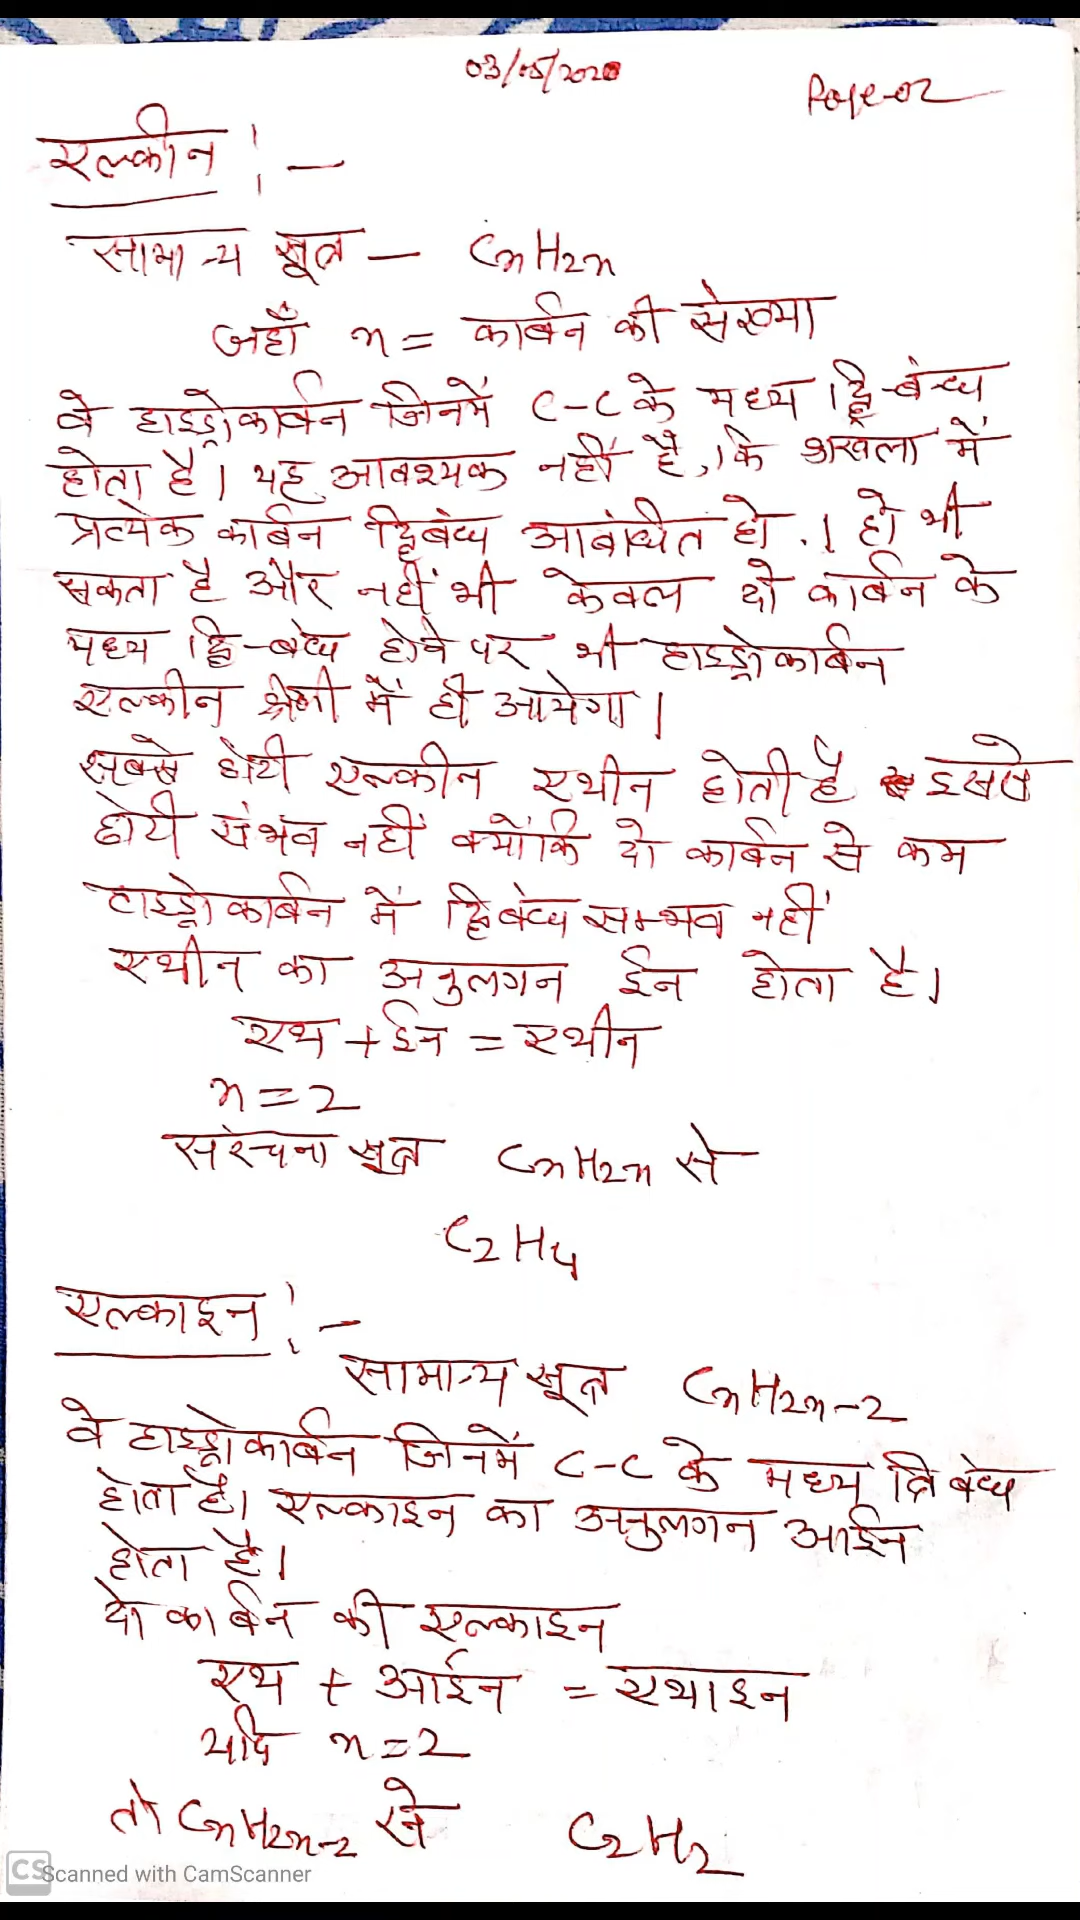 03/05/2020
Page-02
एल्कीन :-
सामान्य सूत्र - CnH2n
जहाँ n = कार्बन की संख्या
वे हाइड्रोकार्बन जिनमें C-C के मध्य द्वि-बंन्ध
होता है। यह आवश्यक नहीं है, कि श्रंखला में
प्रत्येक कार्बन द्विबंध आबंधित हो .। हो भी
सकता है और नहीं भी केवल दो कार्बन के
मध्य द्वि-बंध होने पर भी हाइड्रोकार्बन
एल्कीन श्रेणी में ही आयेगा।
सबसे छोटी एल्कीन एथीन होती है इससे
छोटी संभव नहीं क्योंकि दो कार्बन से कम
हाइड्रोकार्बन में द्विबंध सम्भव नहीं
एथीन का अनुलगन ईन होता है।
एथ + ईन = एथीन
n = 2
संरचना सूत्र CnH2n से
C2H4
एल्काइन :-
सामान्य सूत्र CnH2n-2
वे हाइड्रोकार्बन जिनमें C-C के मध्य त्रिबंध
होता है। एल्काइन का अनुलगन आईन
होता है।
दो कार्बन की एल्काइन
एथ + आईन = एथाइन
यदि n = 2
तो CnH2n-2 से C2H2
CS Scanned with CamScanner